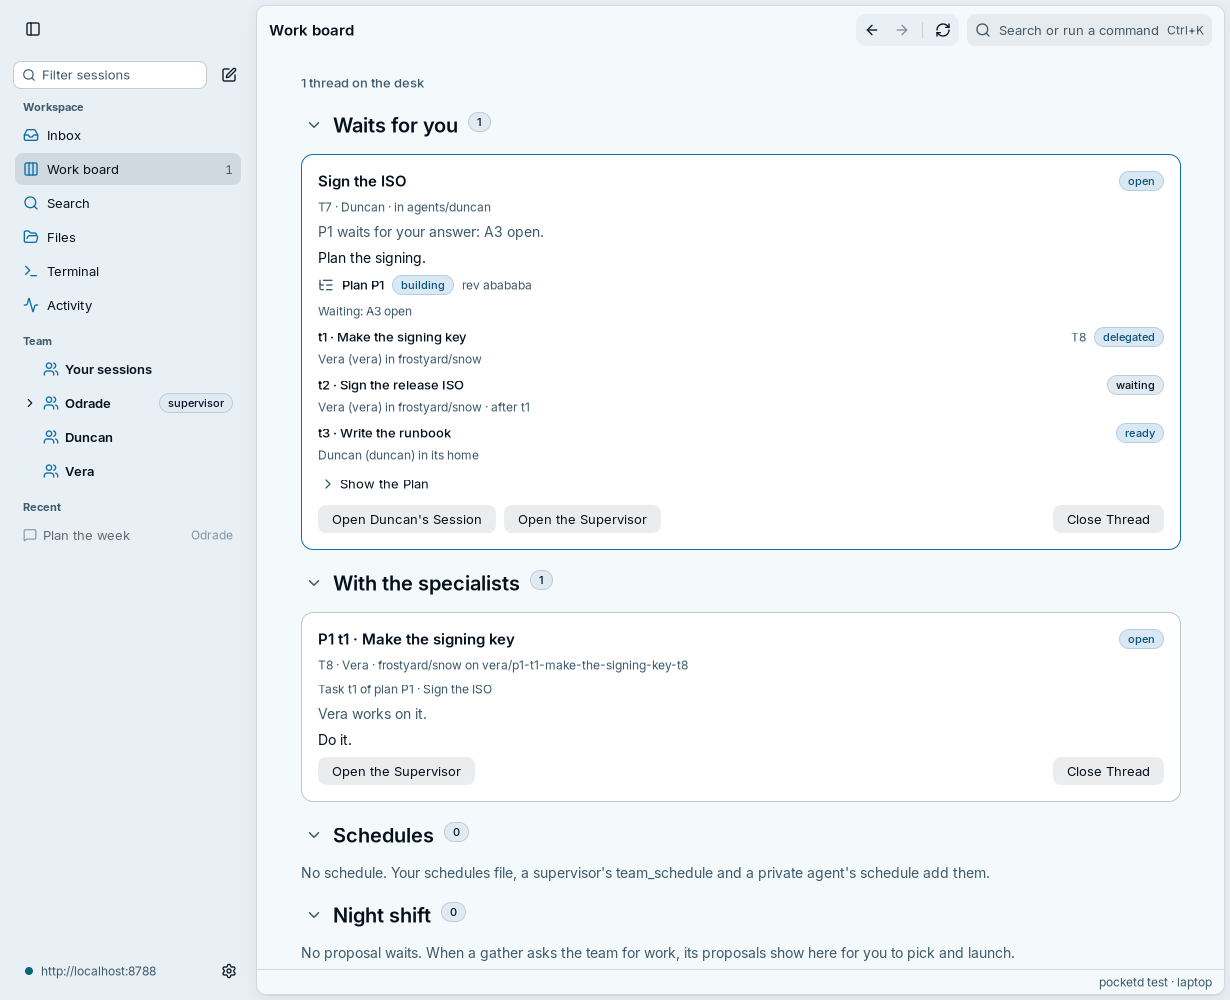 Work board
Search or run a command Ctrl+K
Filter sessions
Workspace
Inbox
Work board 1
Search
Files
Terminal
Activity
Team
Your sessions
Odrade supervisor
Duncan
Vera
Recent
Plan the week Odrade
http://localhost:8788
1 thread on the desk
Waits for you 1
Sign the ISO open
T7 · Duncan · in agents/duncan
P1 waits for your answer: A3 open.
Plan the signing.
Plan P1 building rev abababa
Waiting: A3 open
t1 · Make the signing key T8 delegated
Vera (vera) in frostyard/snow
t2 · Sign the release ISO waiting
Vera (vera) in frostyard/snow · after t1
t3 · Write the runbook ready
Duncan (duncan) in its home
Show the Plan
Open Duncan's Session Open the Supervisor Close Thread
With the specialists 1
P1 t1 · Make the signing key open
T8 · Vera · frostyard/snow on vera/p1-t1-make-the-signing-key-t8
Task t1 of plan P1 · Sign the ISO
Vera works on it.
Do it.
Open the Supervisor Close Thread
Schedules 0
No schedule. Your schedules file, a supervisor's team_schedule and a private agent's schedule add them.
Night shift 0
No proposal waits. When a gather asks the team for work, its proposals show here for you to pick and launch.
pocketd test · laptop